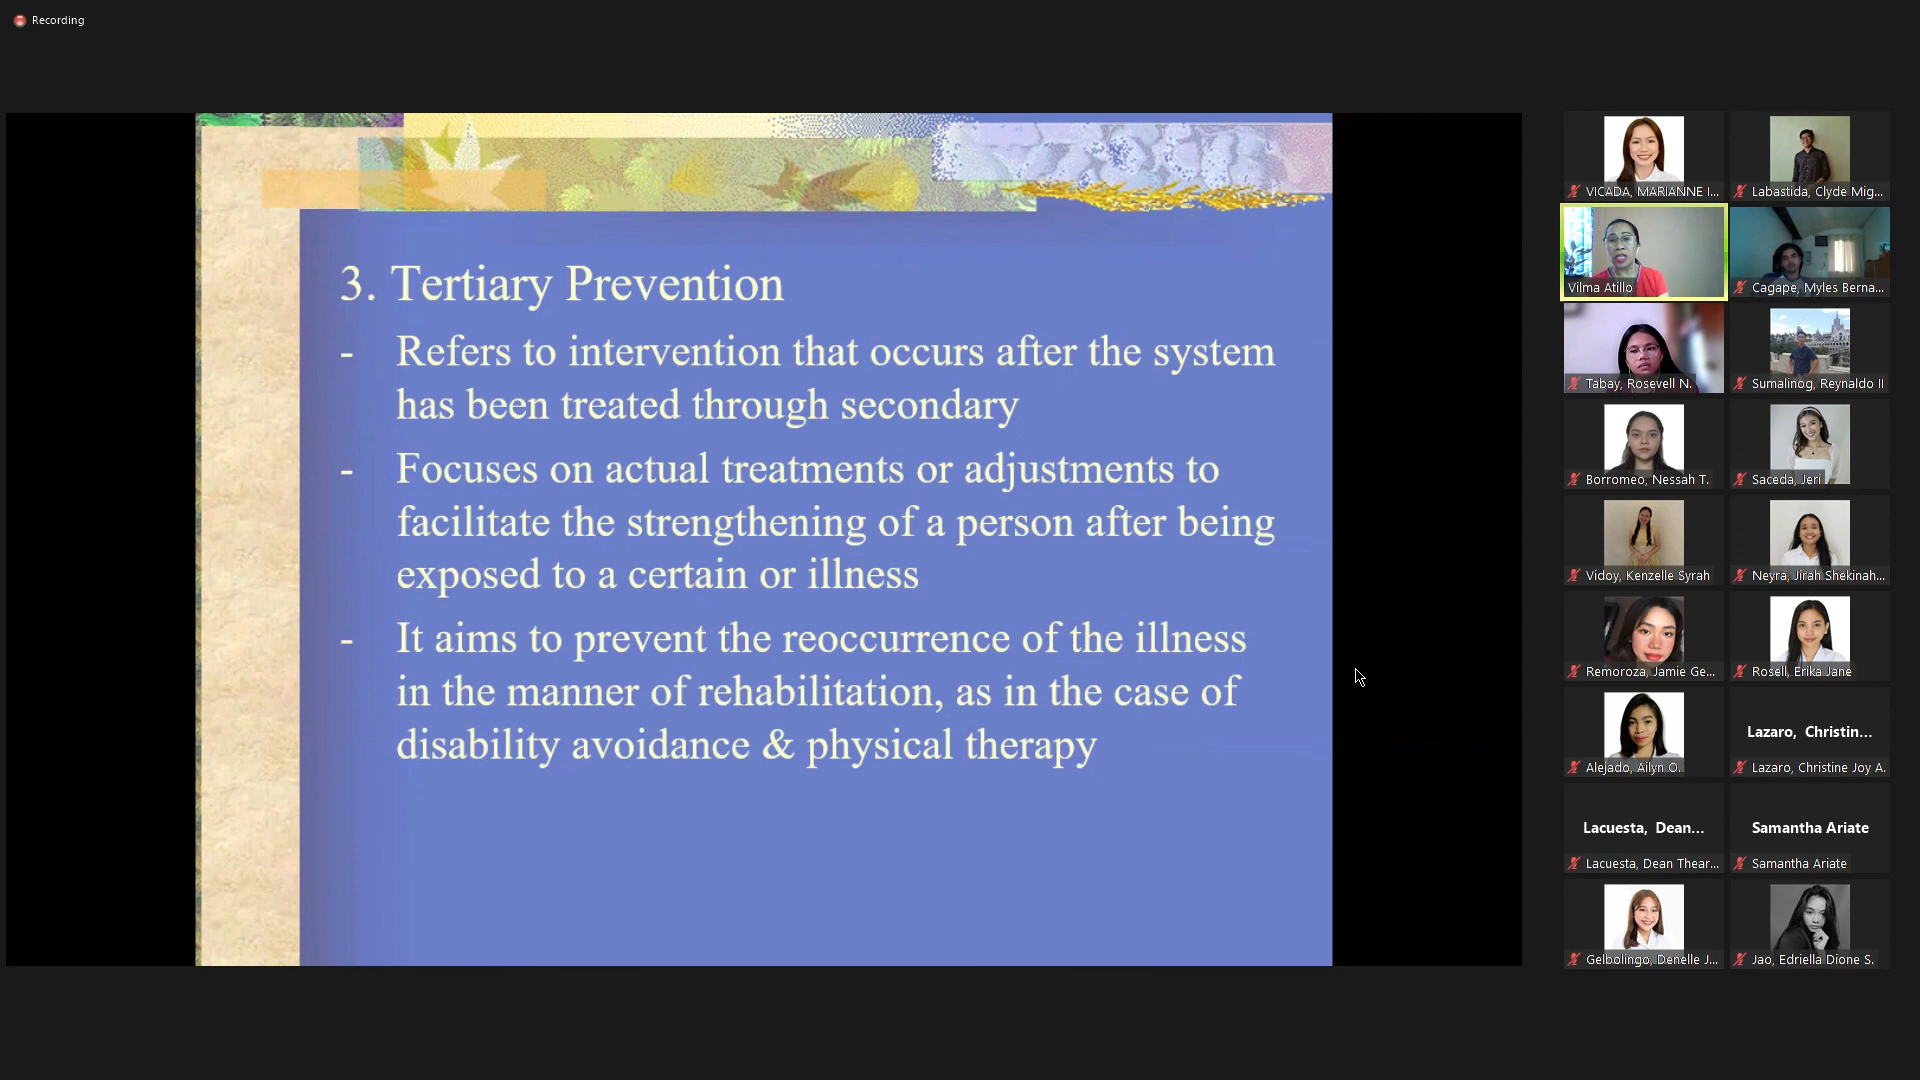 Recording
3. Tertiary Prevention
- Refers to intervention that occurs after the system
has been treated through secondary
- Focuses on actual treatments or adjustments to
facilitate the strengthening of a person after being
exposed to a certain or illness
- It aims to prevent the reoccurrence of the illness
in the manner of rehabilitation, as in the case of
disability avoidance & physical therapy
VICADA, MARIANNE I...
Labastida, Clyde Mig...
Vilma Atillo
Cagape, Myles Berna...
Tabay, Rosevell N.
Sumalinog, Reynaldo II
Borromeo, Nessah T.
Saceda, Jeri
Vidoy, Kenzelle Syrah
Neyra, Jirah Shekinah...
Remoroza, Jamie Ge...
Rosell, Erika Jane
Alejado, Ailyn O.
Lazaro, Christin...
Lazaro, Christine Joy A.
Lacuesta, Dean...
Lacuesta, Dean Thear...
Samantha Ariate
Samantha Ariate
Gelbolingo, Denelle J...
Jao, Edriella Dione S.